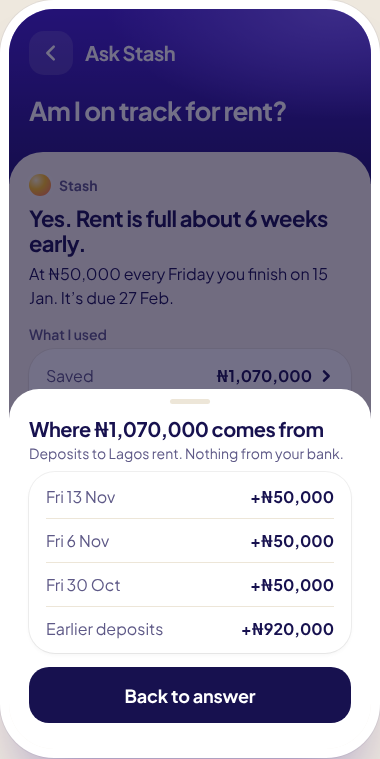 Ask Stash
Am I on track for rent?
Stash
Yes. Rent is full about 6 weeks
early.
At ₦50,000 every Friday you finish on 15
Jan. It’s due 27 Feb.
What I used
Saved ₦1,070,000
Where ₦1,070,000 comes from
Deposits to Lagos rent. Nothing from your bank.
Fri 13 Nov +₦50,000
Fri 6 Nov +₦50,000
Fri 30 Oct +₦50,000
Earlier deposits +₦920,000
Back to answer